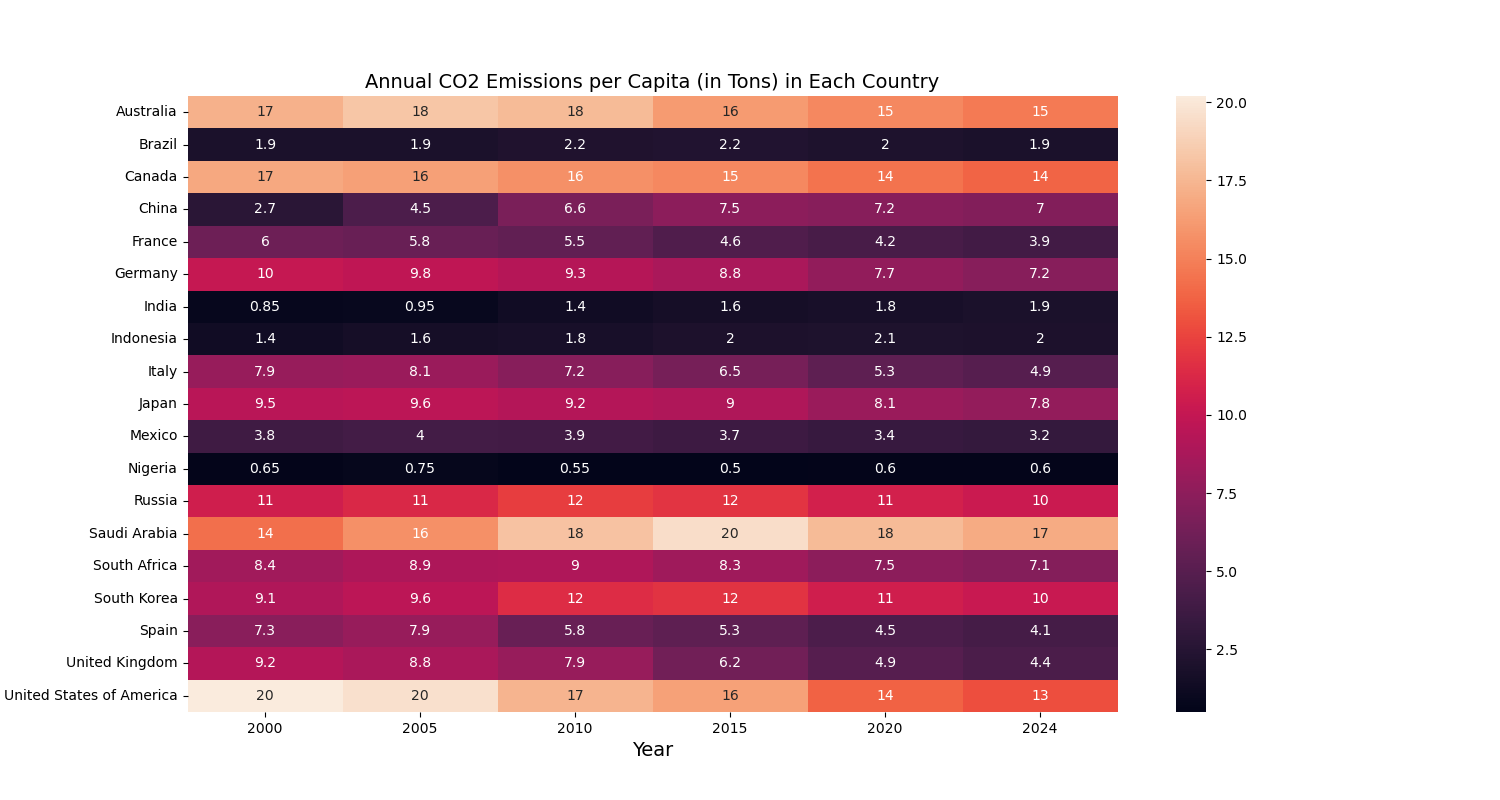 Annual CO2 Emissions per Capita (in Tons) in Each Country
Australia 17 18 18 16 15 15
Brazil 1.9 1.9 2.2 2.2 2 1.9
Canada 17 16 16 15 14 14
China 2.7 4.5 6.6 7.5 7.2 7
France 6 5.8 5.5 4.6 4.2 3.9
Germany 10 9.8 9.3 8.8 7.7 7.2
India 0.85 0.95 1.4 1.6 1.8 1.9
Indonesia 1.4 1.6 1.8 2 2.1 2
Italy 7.9 8.1 7.2 6.5 5.3 4.9
Japan 9.5 9.6 9.2 9 8.1 7.8
Mexico 3.8 4 3.9 3.7 3.4 3.2
Nigeria 0.65 0.75 0.55 0.5 0.6 0.6
Russia 11 11 12 12 11 10
Saudi Arabia 14 16 18 20 18 17
South Africa 8.4 8.9 9 8.3 7.5 7.1
South Korea 9.1 9.6 12 12 11 10
Spain 7.3 7.9 5.8 5.3 4.5 4.1
United Kingdom 9.2 8.8 7.9 6.2 4.9 4.4
United States of America 20 20 17 16 14 13
2000 2005 2010 2015 2020 2024
Year
20.0
17.5
15.0
12.5
10.0
7.5
5.0
2.5